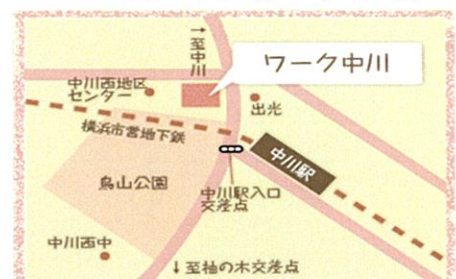 ↑至中川
ワーク中川
中川西地区
センター
出光
横浜市営地下鉄
中川駅
鳥山公園
中川駅入口
交差点
中川西中
↓至柚の木交差点